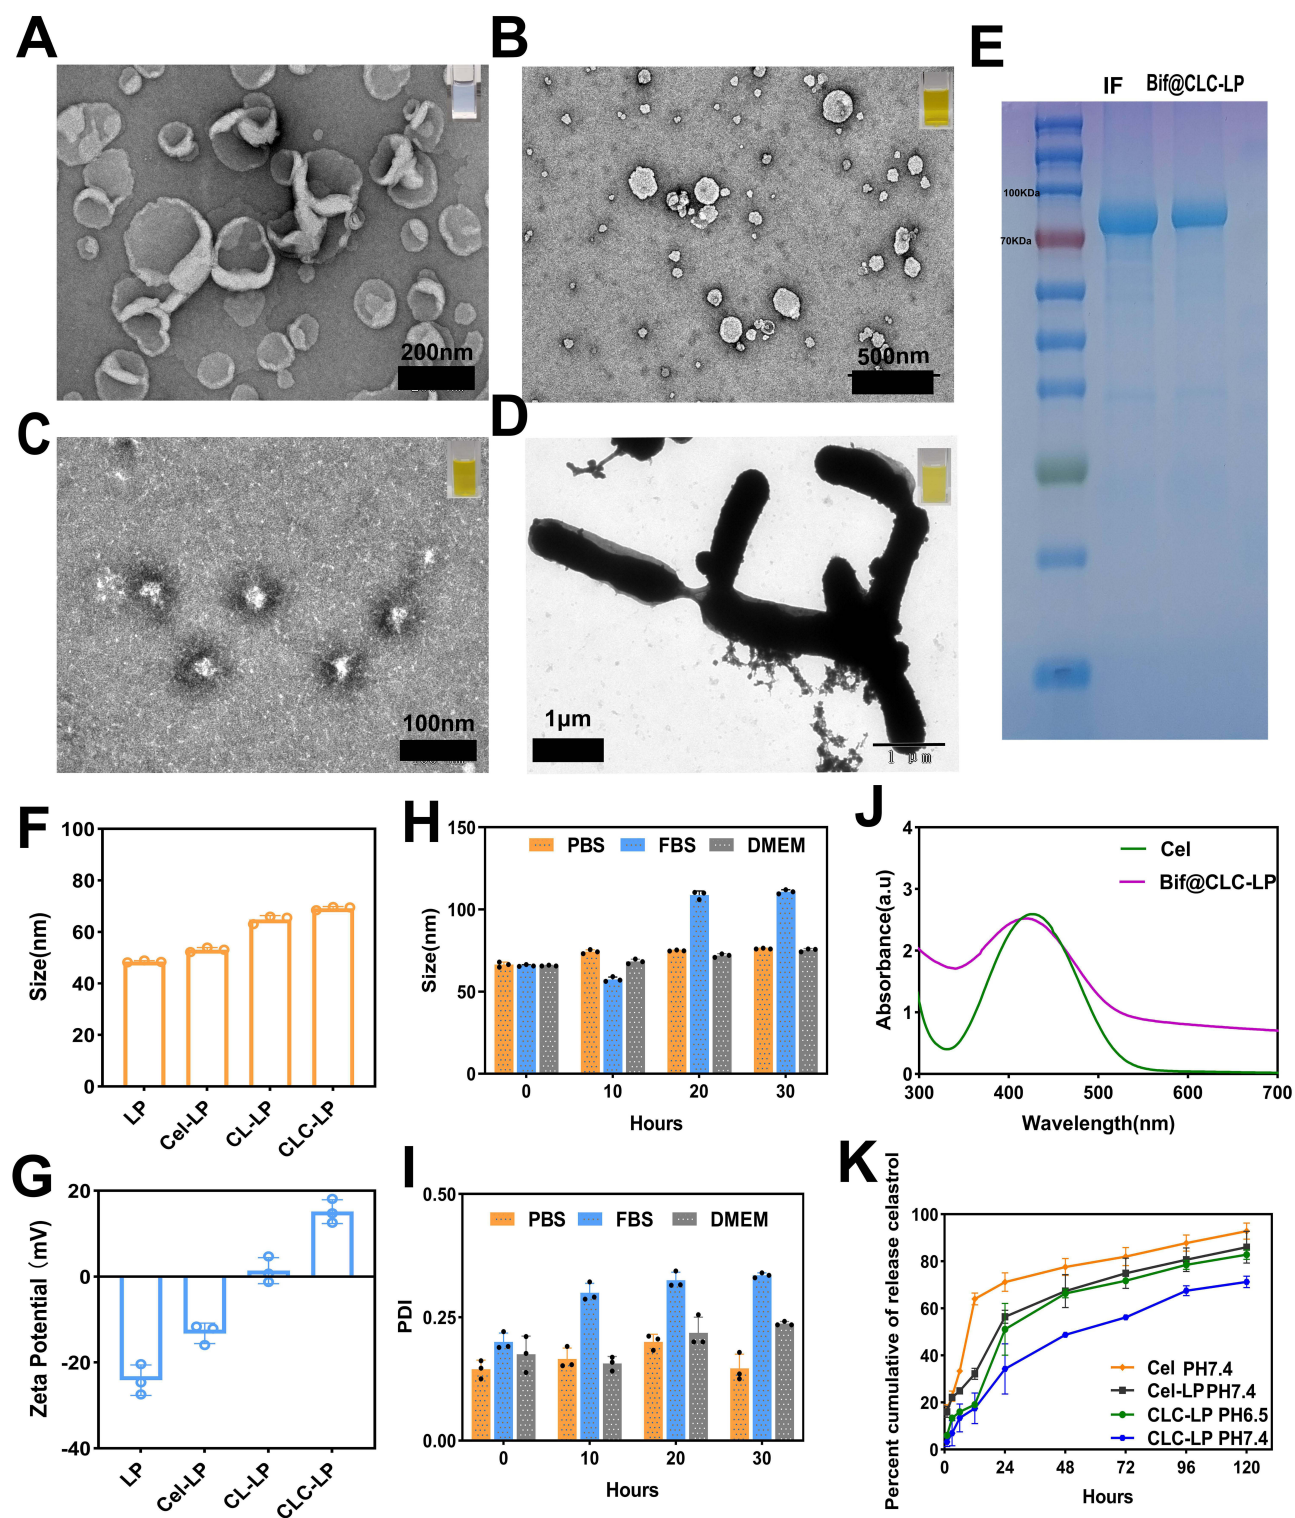 A
200nm
B
500nm
C
100nm
D
1μm
1 μm
E
IF Bif@CLC-LP
100KDa
70KDa
F
Size(nm)
100
80
60
40
20
0
LP
Cel-LP
CL-LP
CLC-LP
G
Zeta Potential (mV)
20
0
-20
-40
LP
Cel-LP
CL-LP
CLC-LP
H
PBS FBS DMEM
Size(nm)
150
100
50
0
0 10 20 30
Hours
I
PBS FBS DMEM
PDI
0.50
0.25
0.00
0 10 20 30
Hours
J
Cel
Bif@CLC-LP
Absorbance(a.u)
4
3
2
1
0
300 400 500 600 700
Wavelength(nm)
K
Percent cumulative of release celastrol
100
80
60
40
20
0
Cel PH7.4
Cel-LP PH7.4
CLC-LP PH6.5
CLC-LP PH7.4
0 24 48 72 96 120
Hours